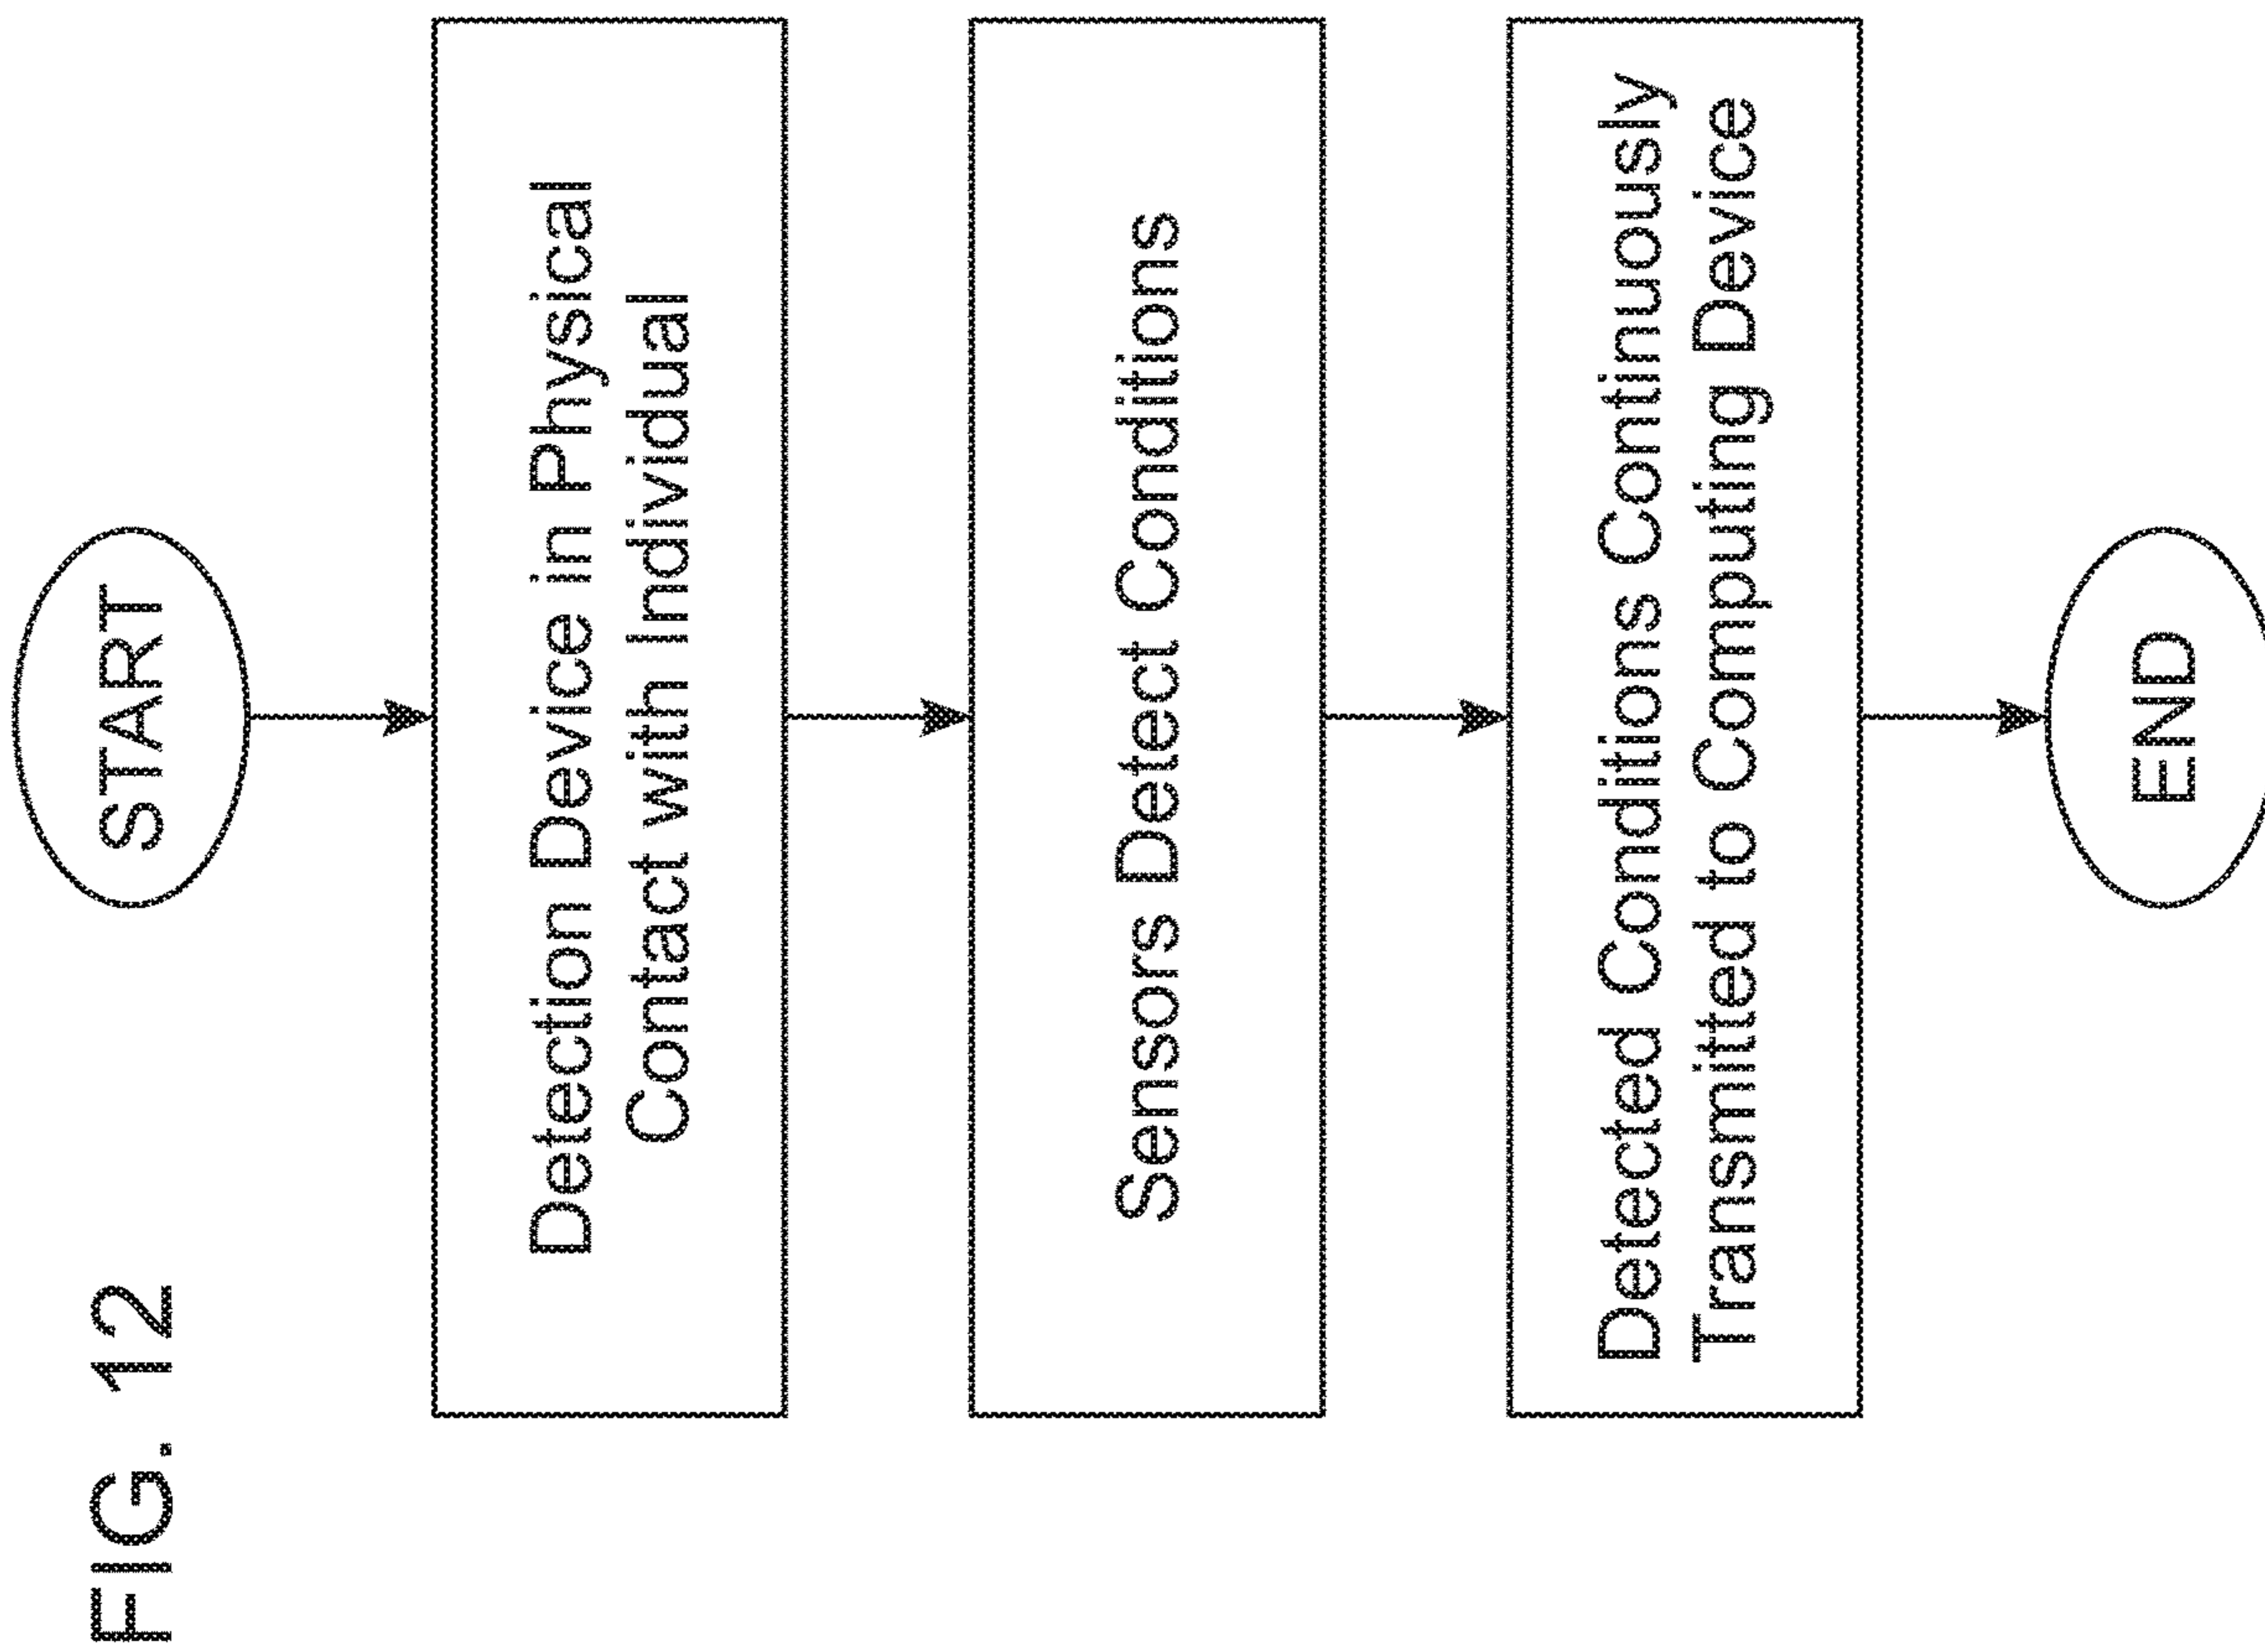 FIG. 12
START
Detection Device in Physical
Contact with Individual
Sensors Detect Conditions
Detected Conditions Continuously
Transmitted to Computing Device
END